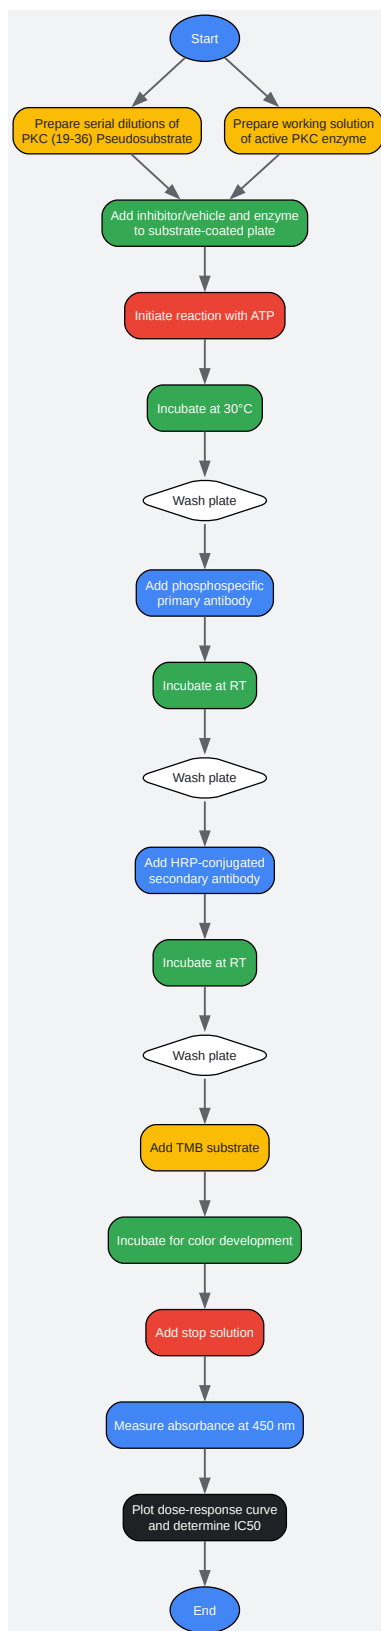 Start
Prepare serial dilutions of
PKC (19-36) Pseudosubstrate
Prepare working solution
of active PKC enzyme
Add inhibitor/vehicle and enzyme
to substrate-coated plate
Initiate reaction with ATP
Incubate at 30°C
Wash plate
Add phosphospecific
primary antibody
Incubate at RT
Wash plate
Add HRP-conjugated
secondary antibody
Incubate at RT
Wash plate
Add TMB substrate
Incubate for color development
Add stop solution
Measure absorbance at 450 nm
Plot dose-response curve
and determine IC50
End